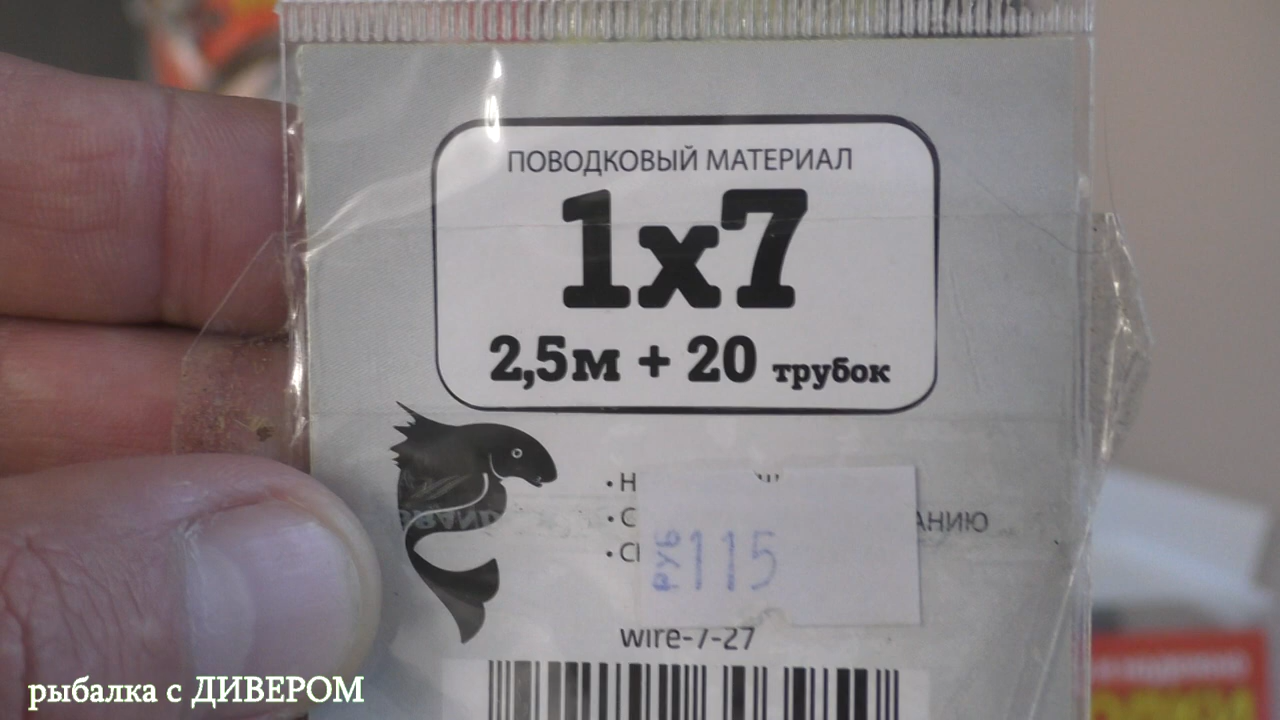 ПОВОДКОВЫЙ МАТЕРИАЛ
1x7
2,5м + 20 трубок
РУБ 115
wire-7-27
рыбалка с ДИВЕРОМ